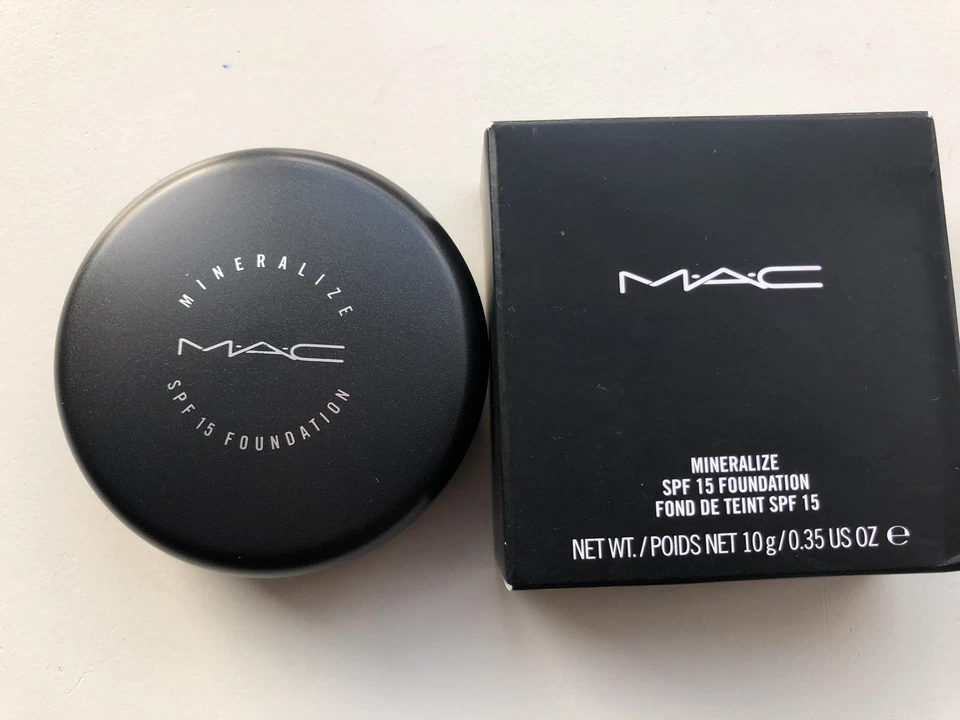 MINERALIZE
M·A·C
SPF 15 FOUNDATION
M·A·C
MINERALIZE
SPF 15 FOUNDATION
FOND DE TEINT SPF 15
NET WT./POIDS NET 10 g/0.35 US OZ ℮